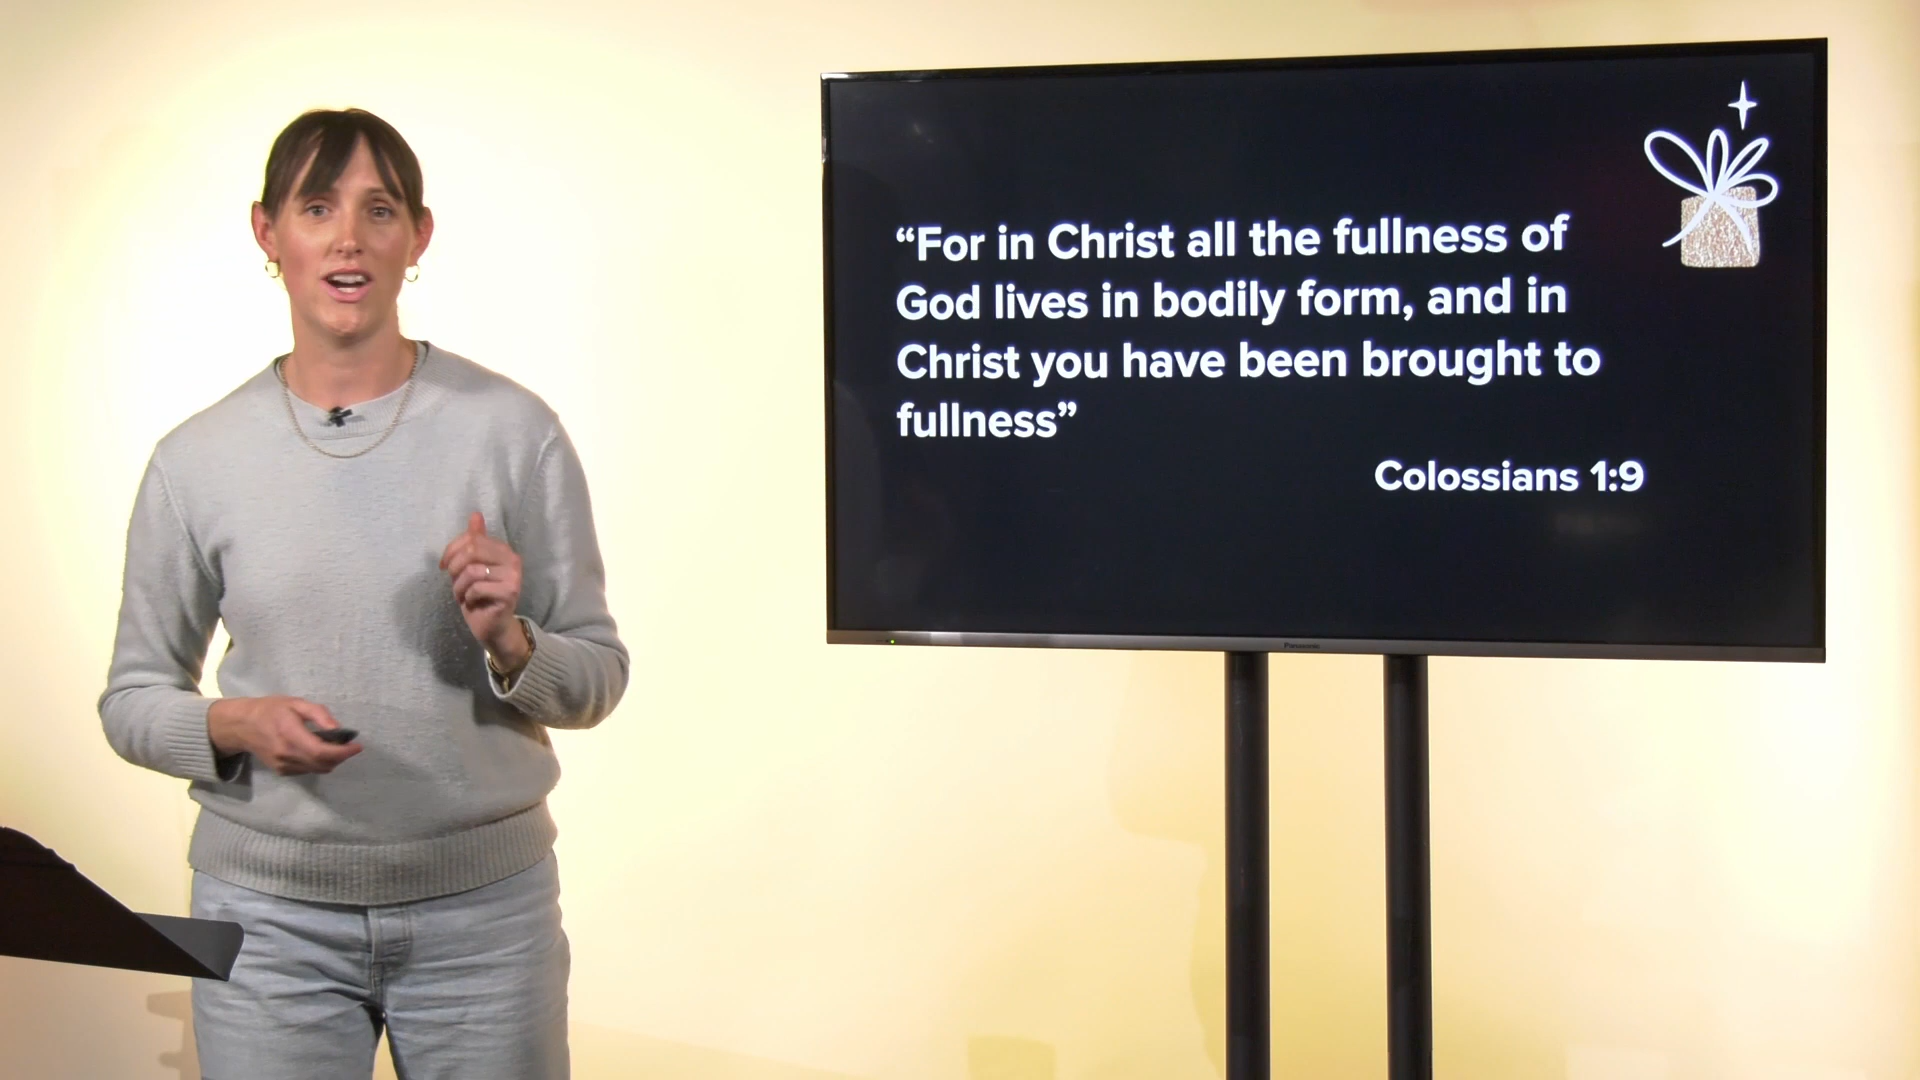 “For in Christ all the fullness of
God lives in bodily form, and in
Christ you have been brought to
fullness”
Colossians 1:9
Panasonic